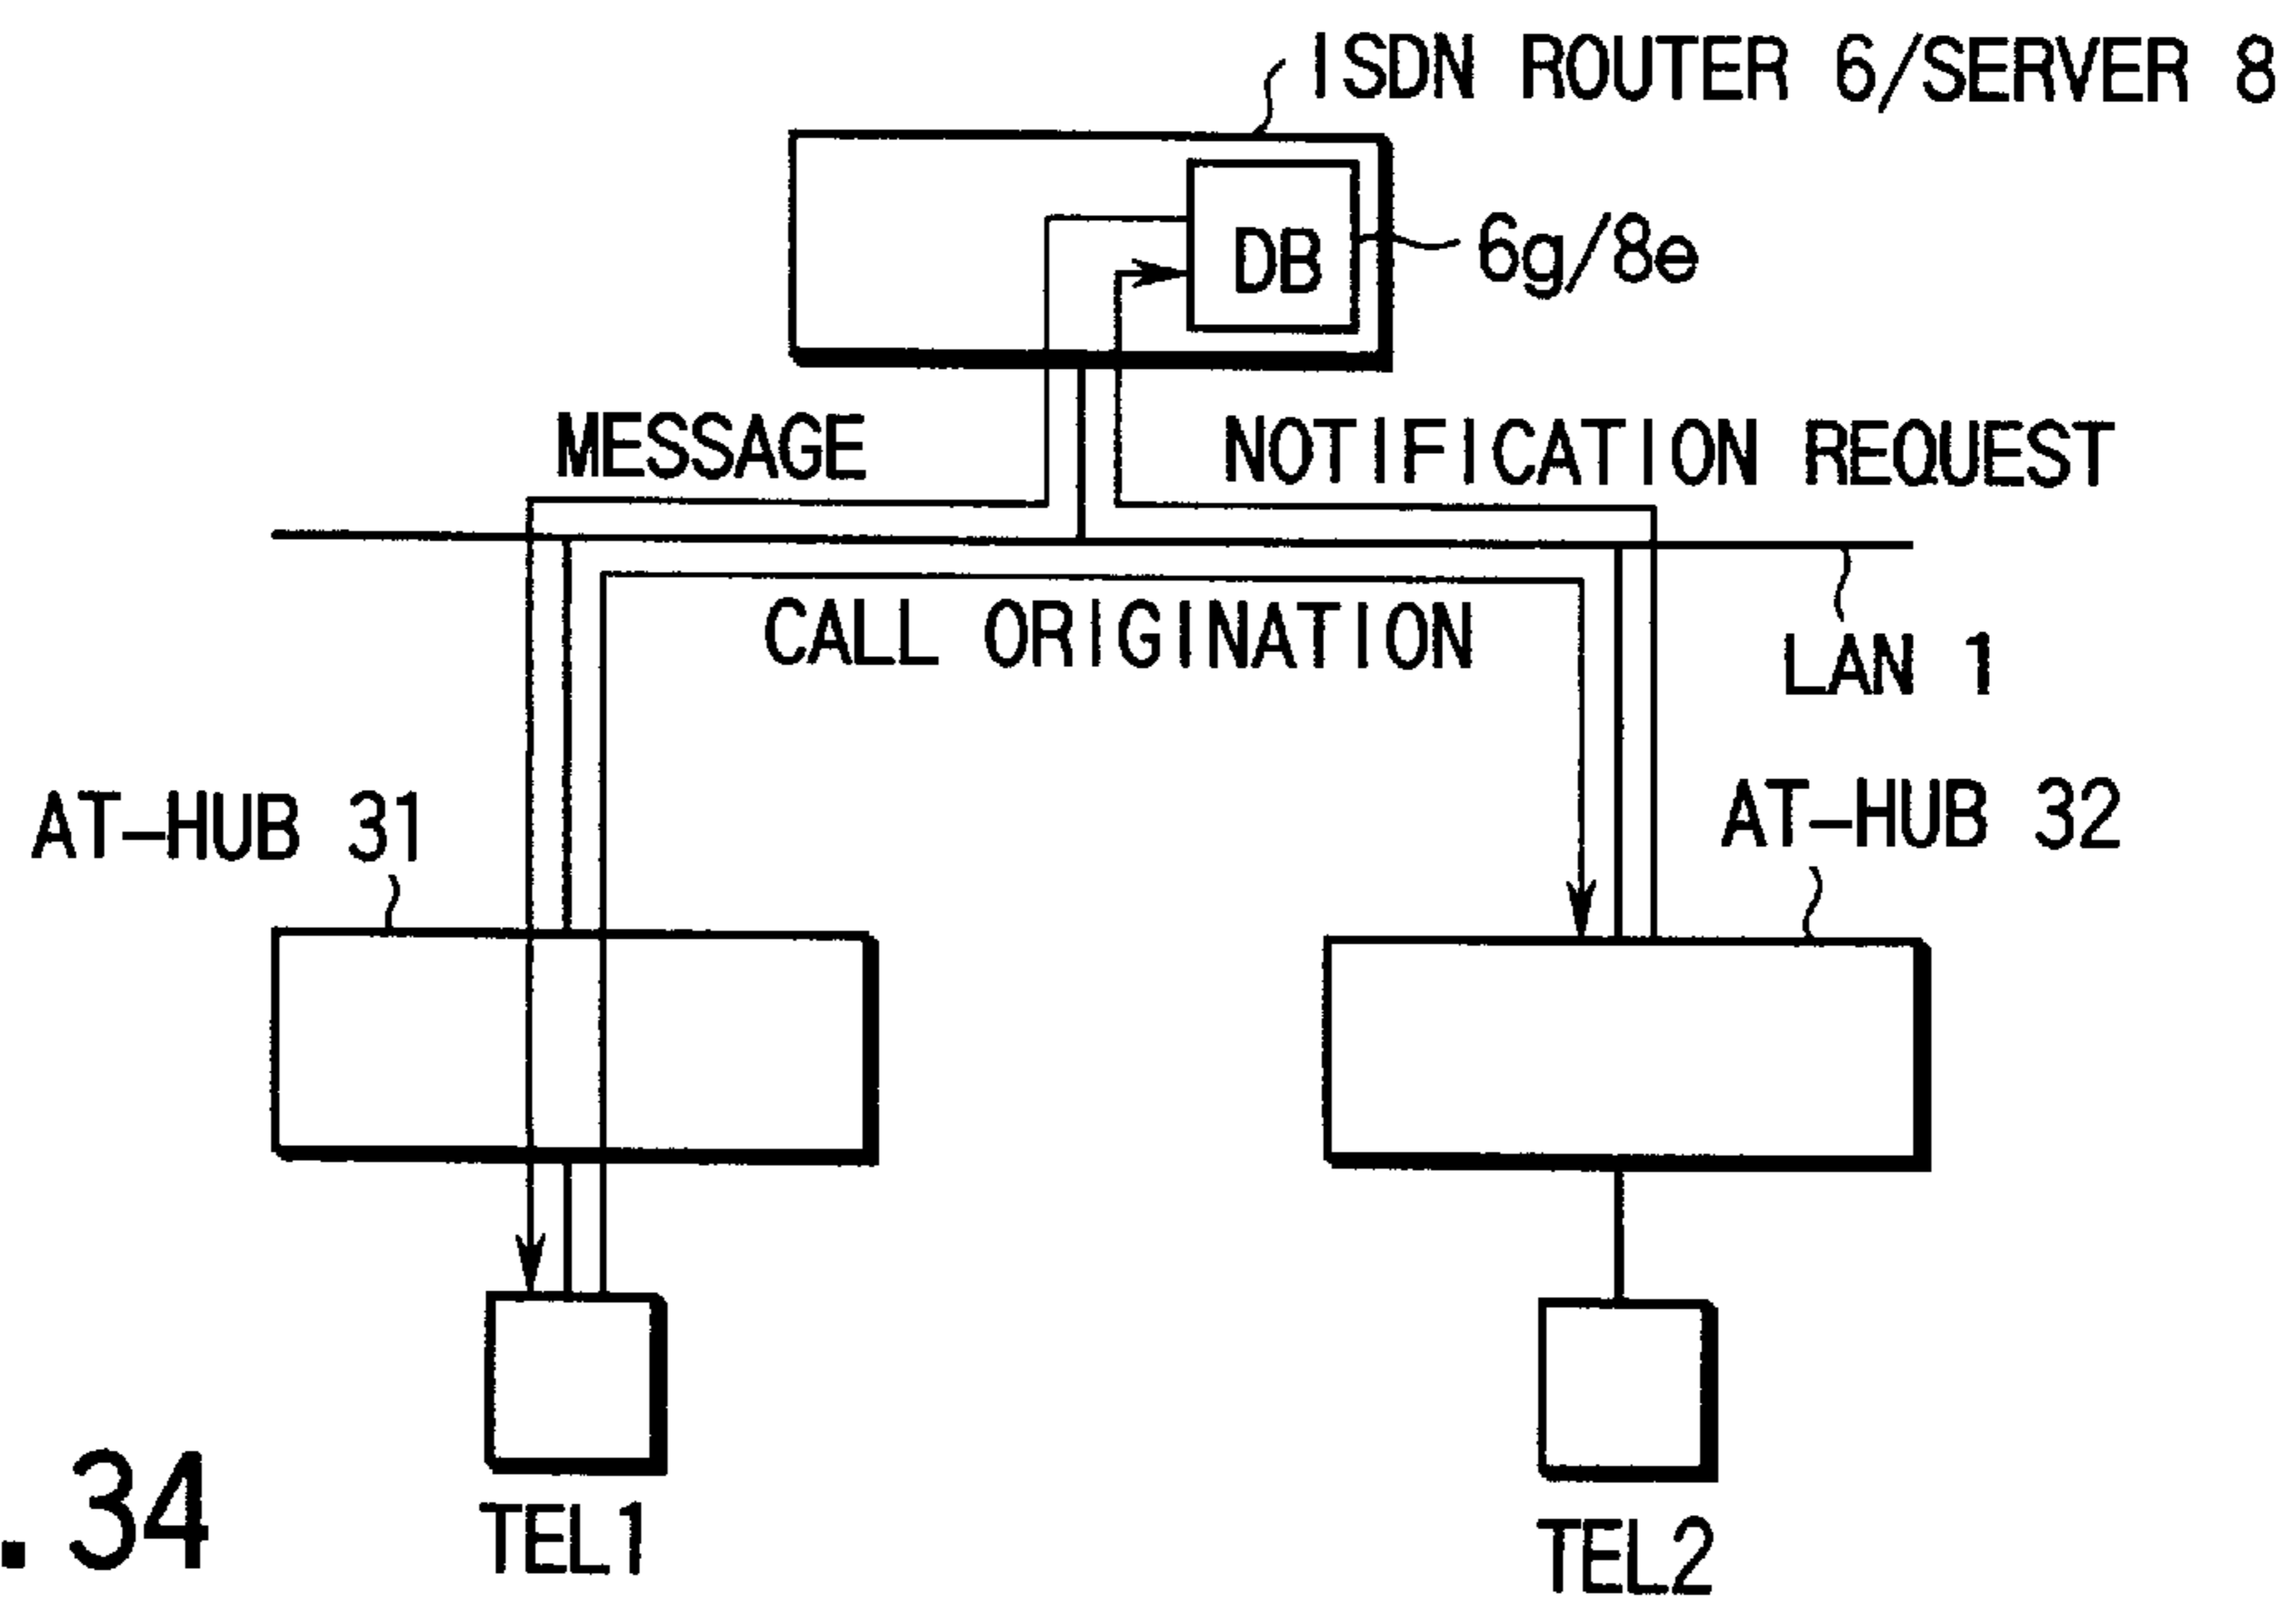 ISDN ROUTER 6/SERVER 8
DB
6g/8e
MESSAGE
NOTIFICATION REQUEST
CALL ORIGINATION
LAN 1
AT-HUB 31
AT-HUB 32
TEL1
TEL2
.34